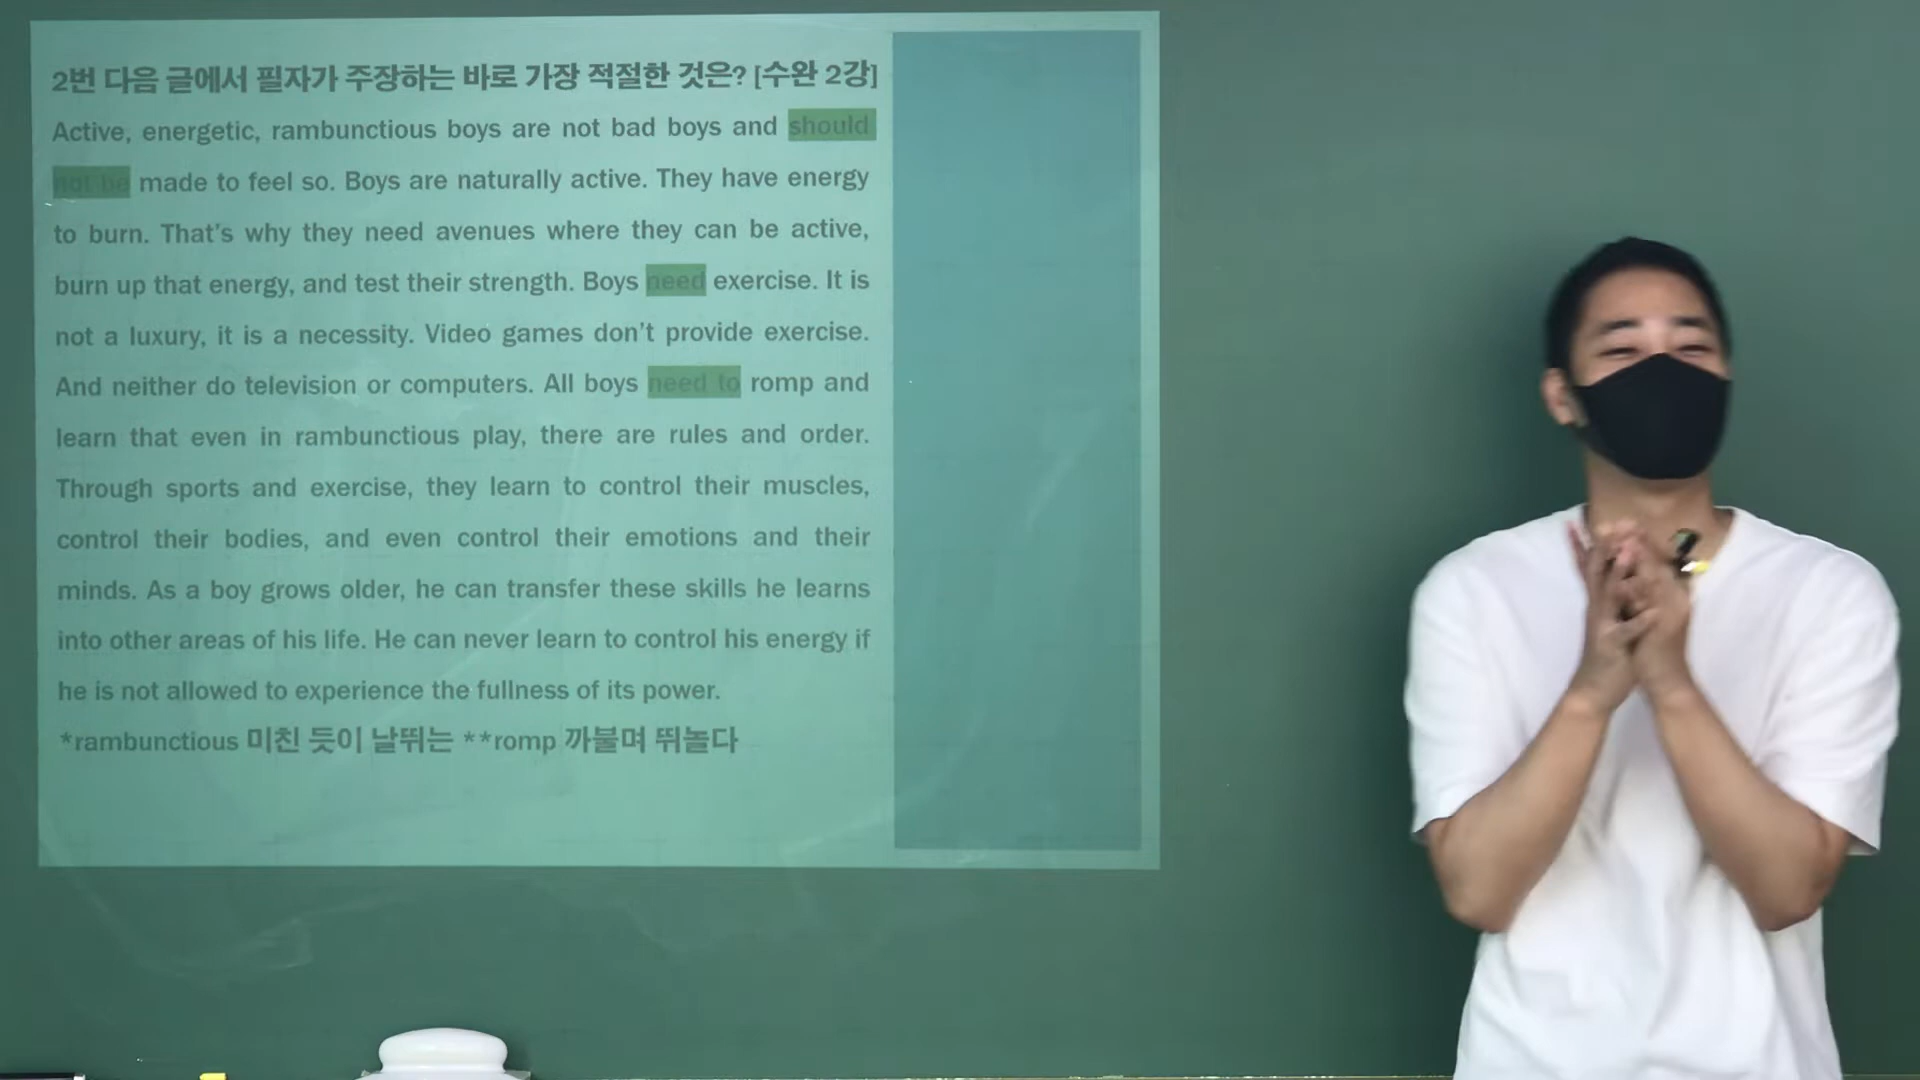 2번 다음 글에서 필자가 주장하는 바로 가장 적절한 것은? [수완 2강]
Active, energetic, rambunctious boys are not bad boys and should
not be made to feel so. Boys are naturally active. They have energy
to burn. That's why they need avenues where they can be active,
burn up that energy, and test their strength. Boys need exercise. It is
not a luxury, it is a necessity. Video games don't provide exercise.
And neither do television or computers. All boys need to romp and
learn that even in rambunctious play, there are rules and order.
Through sports and exercise, they learn to control their muscles,
control their bodies, and even control their emotions and their
minds. As a boy grows older, he can transfer these skills he learns
into other areas of his life. He can never learn to control his energy if
he is not allowed to experience the fullness of its power.
*rambunctious 미친 듯이 날뛰는 **romp 까불며 뛰놀다